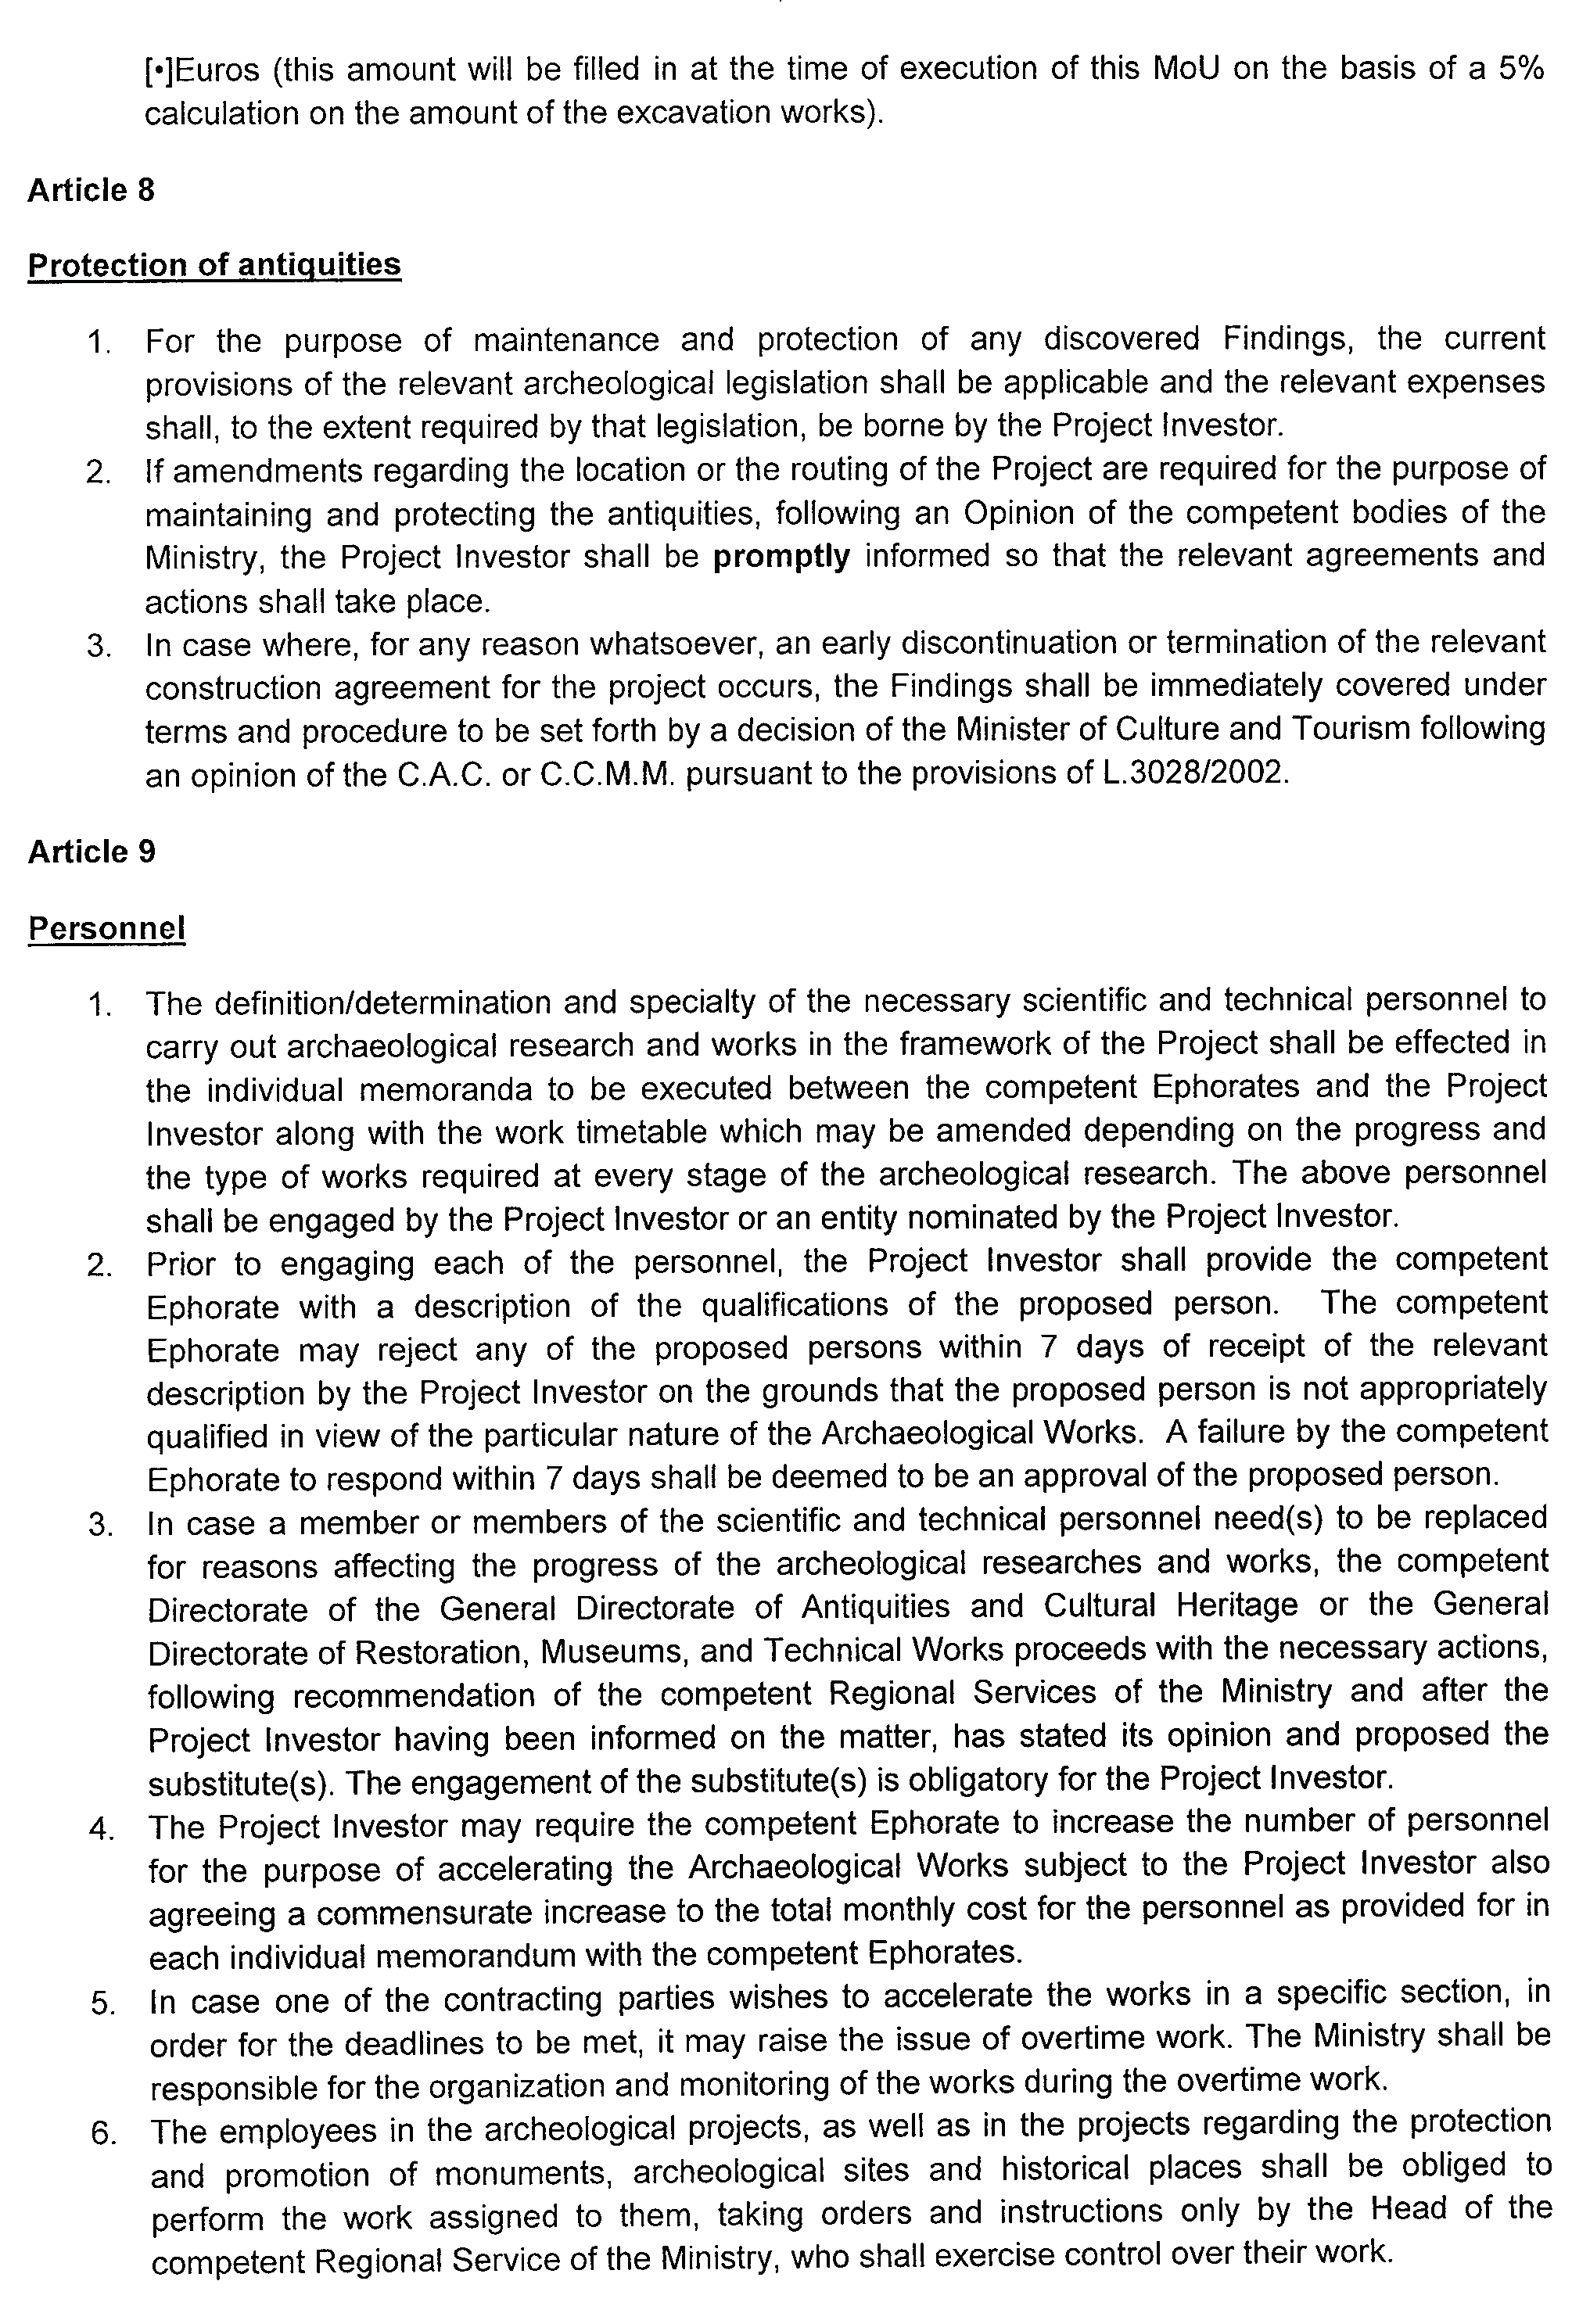 [•]Euros (this amount will be filled in at the time of execution of this MoU on the basis of a 5%
calculation on the amount of the excavation works).
Article 8
Protection of antiquities
1. For the purpose of maintenance and protection of any discovered Findings, the current
provisions of the relevant archeological legislation shall be applicable and the relevant expenses
shall, to the extent required by that legislation, be borne by the Project Investor.
2. If amendments regarding the location or the routing of the Project are required for the purpose of
maintaining and protecting the antiquities, following an Opinion of the competent bodies of the
Ministry, the Project Investor shall be promptly informed so that the relevant agreements and
actions shall take place.
3. In case where, for any reason whatsoever, an early discontinuation or termination of the relevant
construction agreement for the project occurs, the Findings shall be immediately covered under
terms and procedure to be set forth by a decision of the Minister of Culture and Tourism following
an opinion of the C.A.C. or C.C.M.M. pursuant to the provisions of L.3028/2002.
Article 9
Personnel
1. The definition/determination and specialty of the necessary scientific and technical personnel to
carry out archaeological research and works in the framework of the Project shall be effected in
the individual memoranda to be executed between the competent Ephorates and the Project
Investor along with the work timetable which may be amended depending on the progress and
the type of works required at every stage of the archeological research. The above personnel
shall be engaged by the Project Investor or an entity nominated by the Project Investor.
2. Prior to engaging each of the personnel, the Project Investor shall provide the competent
Ephorate with a description of the qualifications of the proposed person. The competent
Ephorate may reject any of the proposed persons within 7 days of receipt of the relevant
description by the Project Investor on the grounds that the proposed person is not appropriately
qualified in view of the particular nature of the Archaeological Works. A failure by the competent
Ephorate to respond within 7 days shall be deemed to be an approval of the proposed person.
3. In case a member or members of the scientific and technical personnel need(s) to be replaced
for reasons affecting the progress of the archeological researches and works, the competent
Directorate of the General Directorate of Antiquities and Cultural Heritage or the General
Directorate of Restoration, Museums, and Technical Works proceeds with the necessary actions,
following recommendation of the competent Regional Services of the Ministry and after the
Project Investor having been informed on the matter, has stated its opinion and proposed the
substitute(s). The engagement of the substitute(s) is obligatory for the Project Investor.
4. The Project Investor may require the competent Ephorate to increase the number of personnel
for the purpose of accelerating the Archaeological Works subject to the Project Investor also
agreeing a commensurate increase to the total monthly cost for the personnel as provided for in
each individual memorandum with the competent Ephorates.
5. In case one of the contracting parties wishes to accelerate the works in a specific section, in
order for the deadlines to be met, it may raise the issue of overtime work. The Ministry shall be
responsible for the organization and monitoring of the works during the overtime work.
6. The employees in the archeological projects, as well as in the projects regarding the protection
and promotion of monuments, archeological sites and historical places shall be obliged to
perform the work assigned to them, taking orders and instructions only by the Head of the
competent Regional Service of the Ministry, who shall exercise control over their work.